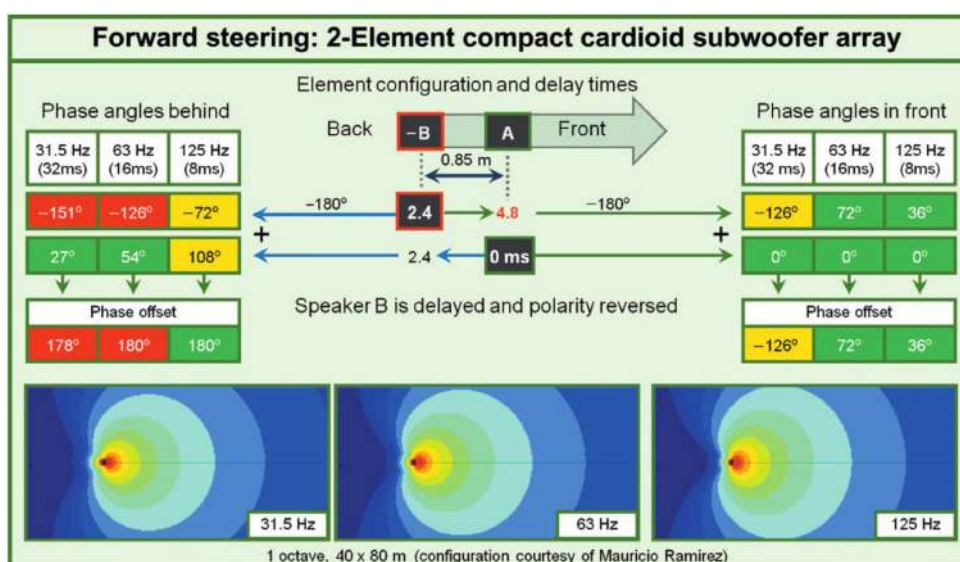 Forward steering: 2-Element compact cardioid subwoofer array
Element configuration and delay times
Phase angles behind
Phase angles in front
Back
−B
A
Front
31.5 Hz (32ms)
63 Hz (16ms)
125 Hz (8ms)
31.5 Hz (32 ms)
63 Hz (16ms)
125 Hz (8ms)
0.85 m
−151° −126° −72°
−180°
2.4
4.8
−180°
−126° 72° 36°
+
+
27° 54° 108°
2.4
0 ms
0° 0° 0°
Phase offset
Speaker B is delayed and polarity reversed
Phase offset
178° 180° 180°
−126° 72° 36°
31.5 Hz
63 Hz
125 Hz
1 octave, 40 x 80 m (configuration courtesy of Mauricio Ramirez)